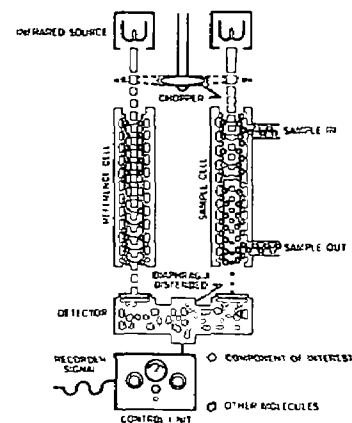 INFRARED SOURCE
CHOPPER
REFERENCE CELL
SAMPLE CELL
SAMPLE IN
SAMPLE OUT
DIAPHRAGM
DISTENDED
DETECTOR
RECORDER
SIGNAL
COMPONENT OF INTEREST
OTHER MOLECULES
CONTROL UNIT